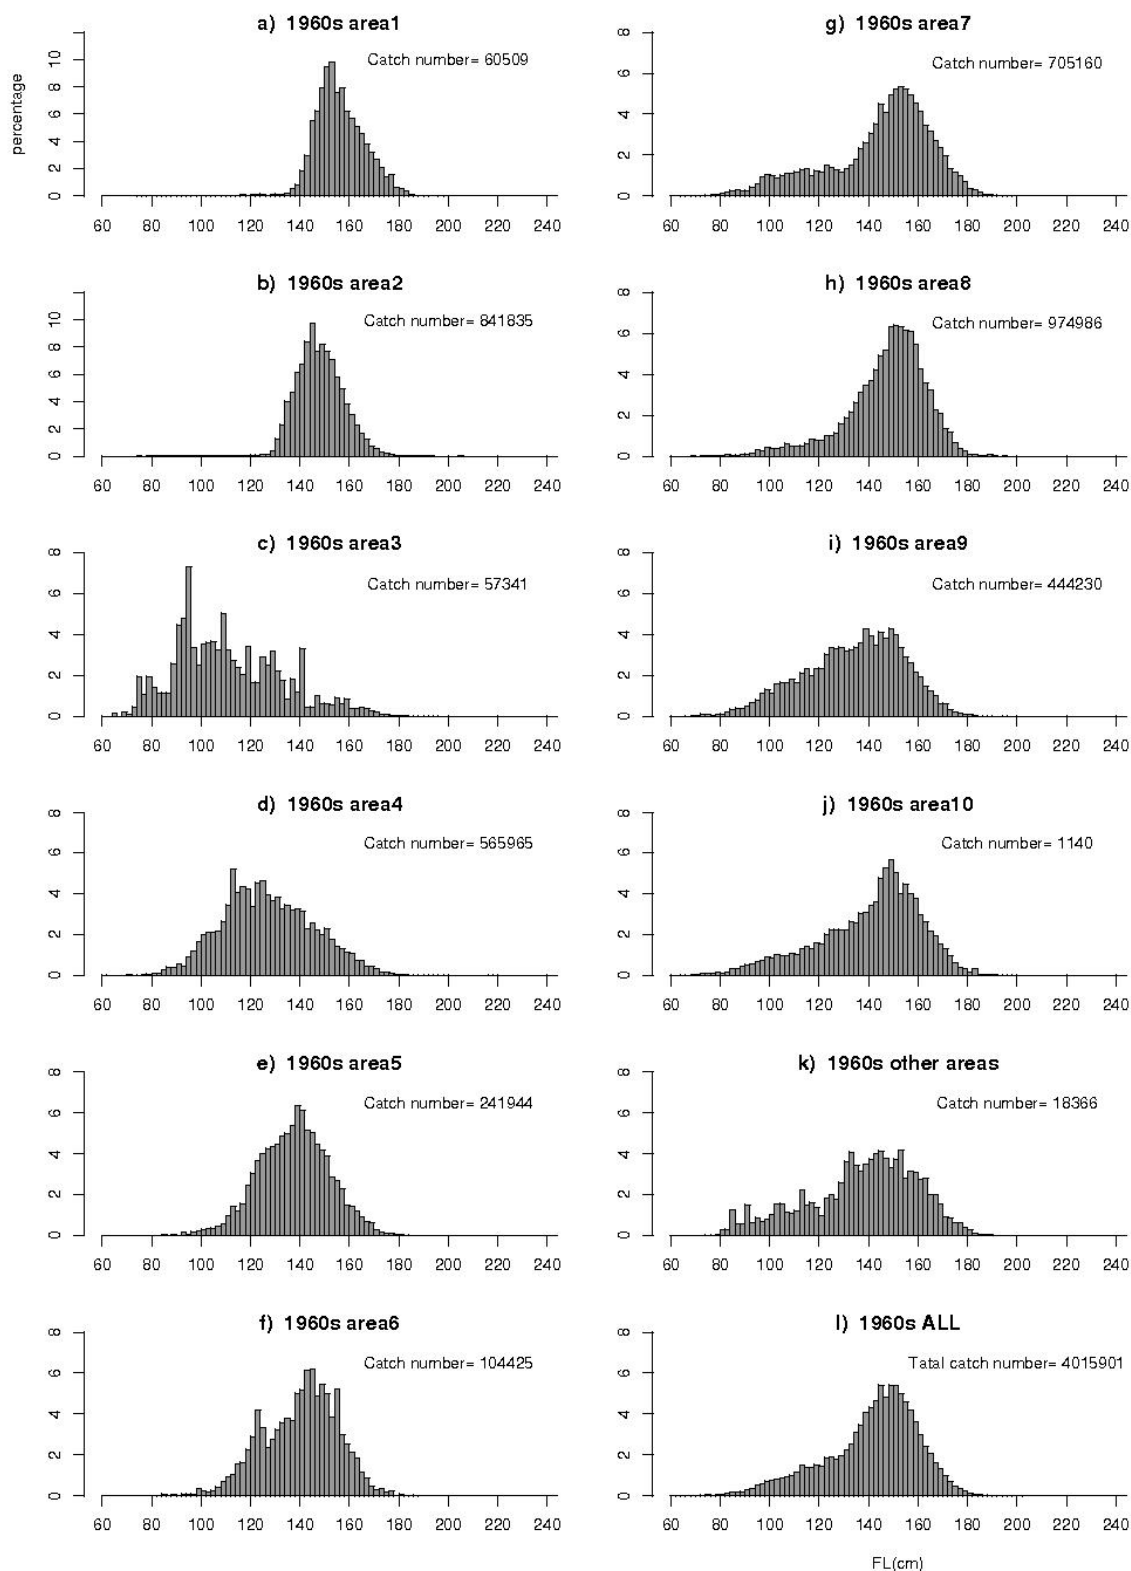 a) 1960s area1
Catch number= 60509
percentage
0 2 4 6 8 10
60 80 100 120 140 160 180 200 220 240
b) 1960s area2
Catch number= 841835
0 2 4 6 8 10
60 80 100 120 140 160 180 200 220 240
c) 1960s area3
Catch number= 57341
0 2 4 6 8
60 80 100 120 140 160 180 200 220 240
d) 1960s area4
Catch number= 565965
0 2 4 6 8
60 80 100 120 140 160 180 200 220 240
e) 1960s area5
Catch number= 241944
0 2 4 6 8
60 80 100 120 140 160 180 200 220 240
f) 1960s area6
Catch number= 104425
0 2 4 6 8
60 80 100 120 140 160 180 200 220 240
g) 1960s area7
Catch number= 705160
0 2 4 6 8
60 80 100 120 140 160 180 200 220 240
h) 1960s area8
Catch number= 974986
0 2 4 6 8
60 80 100 120 140 160 180 200 220 240
i) 1960s area9
Catch number= 444230
0 2 4 6 8
60 80 100 120 140 160 180 200 220 240
j) 1960s area10
Catch number= 1140
0 2 4 6 8
60 80 100 120 140 160 180 200 220 240
k) 1960s other areas
Catch number= 18366
0 2 4 6 8
60 80 100 120 140 160 180 200 220 240
l) 1960s ALL
Tatal catch number= 4015901
0 2 4 6 8
60 80 100 120 140 160 180 200 220 240
FL(cm)